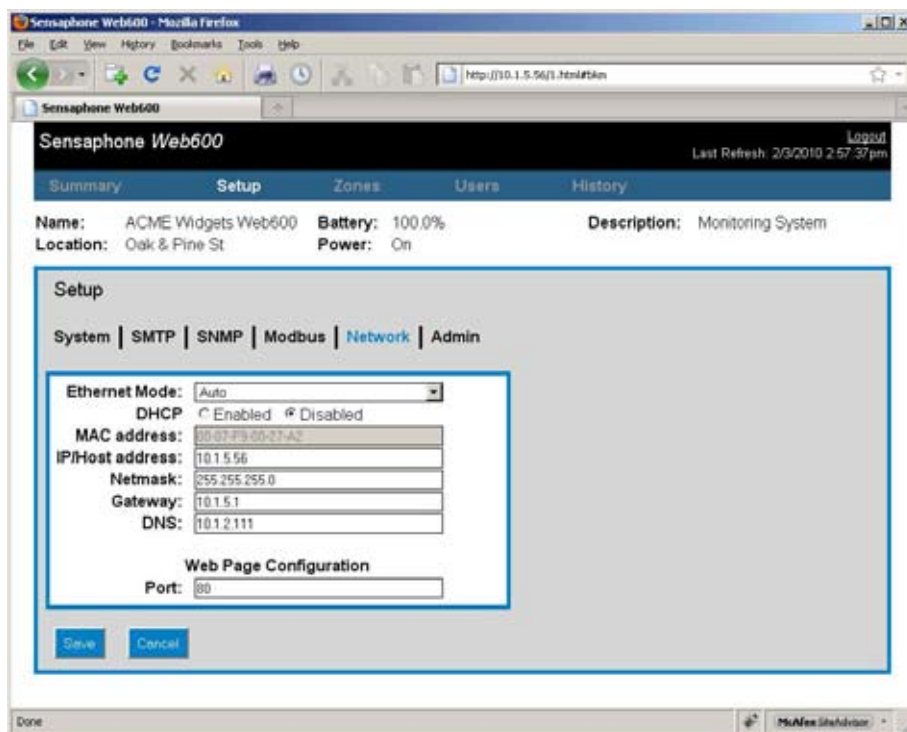 Sensaphone Web600 - Mozilla Firefox
File Edit View History Bookmarks Tools Help
http://10.1.5.56/1.html#bkm
Sensaphone Web600
Sensaphone Web600
Logout
Last Refresh: 2/3/2010 2:57:37pm
Summary Setup Zones Users History
Name: ACME Widgets Web600 Battery: 100.0% Description: Monitoring System
Location: Oak & Pine St Power: On
Setup
System | SMTP | SNMP | Modbus | Network | Admin
Ethernet Mode: Auto
DHCP Enabled Disabled
MAC address: 00-07-F9-00-27-A2
IP/Host address: 10.1.5.56
Netmask: 255.255.255.0
Gateway: 10.1.5.1
DNS: 10.1.2.111
Web Page Configuration
Port: 80
Save Cancel
Done McAfee SiteAdvisor